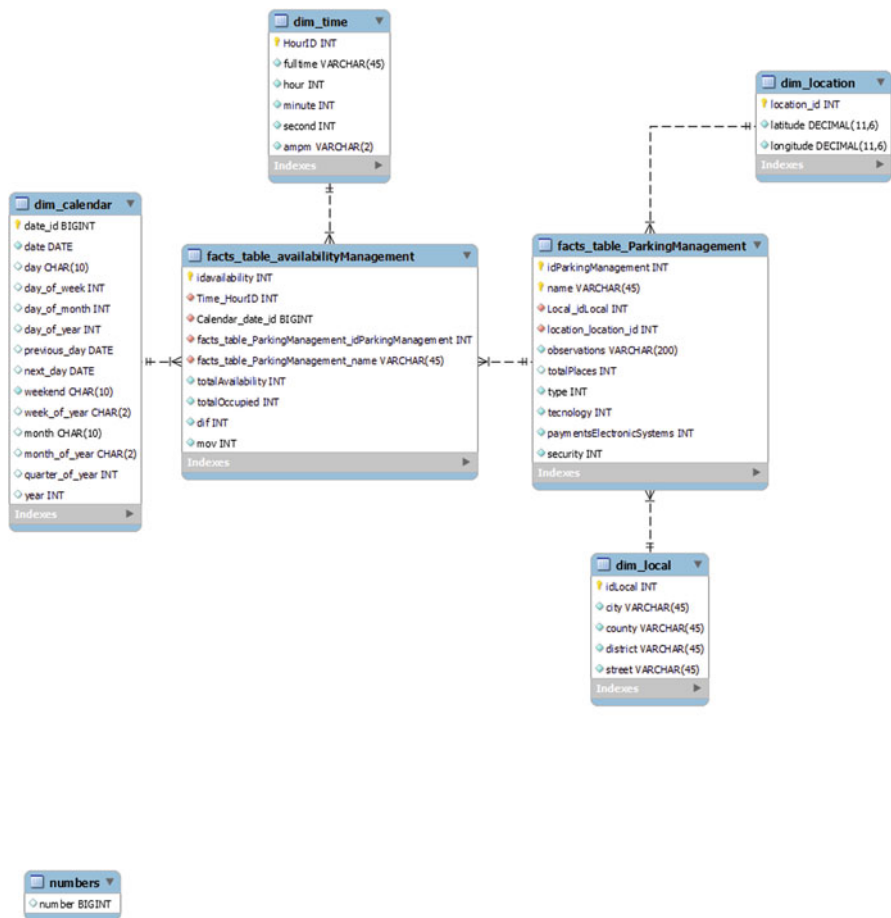 dim_time
HourID INT
fulltime VARCHAR(45)
hour INT
minute INT
second INT
ampm VARCHAR(2)
Indexes
dim_location
location_id INT
latitude DECIMAL(11,6)
longitude DECIMAL(11,6)
Indexes
dim_calendar
date_id BIGINT
date DATE
day CHAR(10)
day_of_week INT
day_of_month INT
day_of_year INT
previous_day DATE
next_day DATE
weekend CHAR(10)
week_of_year CHAR(2)
month CHAR(10)
month_of_year CHAR(2)
quarter_of_year INT
year INT
Indexes
facts_table_availabilityManagement
idavailability INT
Time_HourID INT
Calendar_date_id BIGINT
facts_table_ParkingManagement_idParkingManagement INT
facts_table_ParkingManagement_name VARCHAR(45)
totalAvailability INT
totalOccupied INT
dif INT
mov INT
Indexes
facts_table_ParkingManagement
idParkingManagement INT
name VARCHAR(45)
Local_idLocal INT
location_location_id INT
observations VARCHAR(200)
totalPlaces INT
type INT
tecnology INT
paymentsElectronicSystems INT
security INT
Indexes
dim_local
idLocal INT
city VARCHAR(45)
county VARCHAR(45)
district VARCHAR(45)
street VARCHAR(45)
Indexes
numbers
number BIGINT